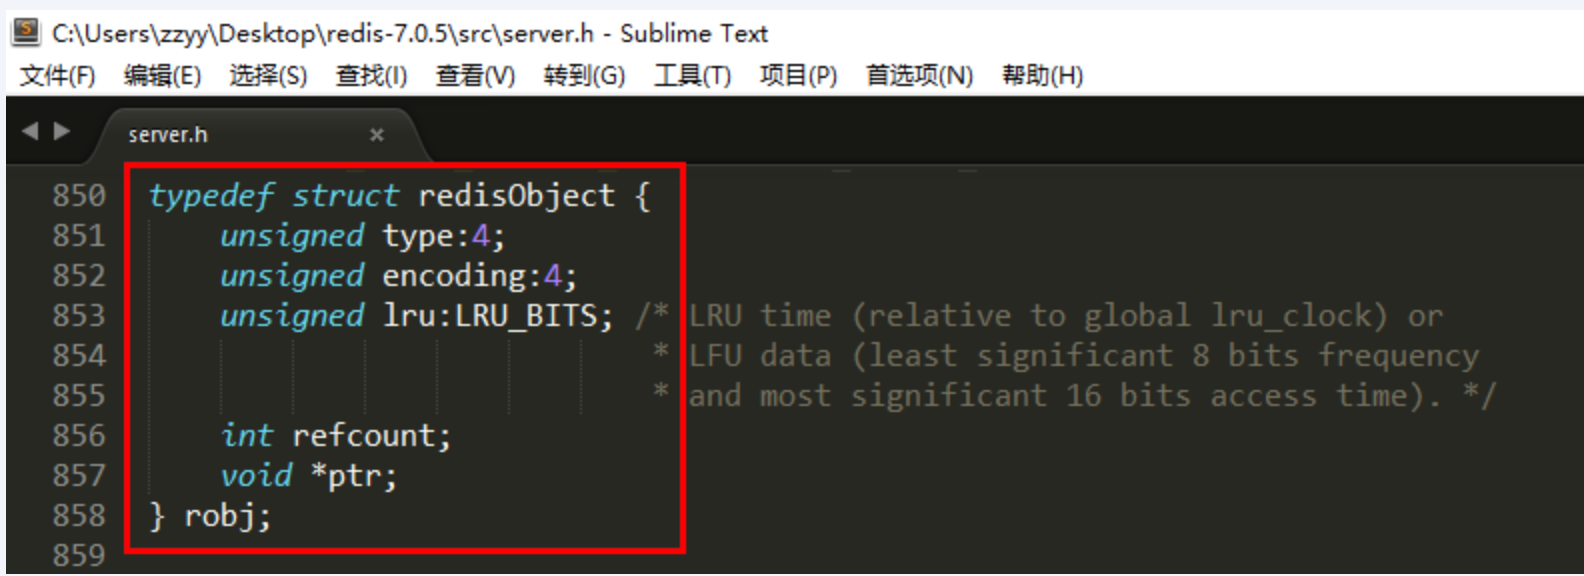 C:\Users\zzyy\Desktop\redis-7.0.5\src\server.h - Sublime Text
文件(F) 编辑(E) 选择(S) 查找(I) 查看(V) 转到(G) 工具(T) 项目(P) 首选项(N) 帮助(H)
server.h ×
850 typedef struct redisObject {
851 unsigned type:4;
852 unsigned encoding:4;
853 unsigned lru:LRU_BITS; /* LRU time (relative to global lru_clock) or
854 * LFU data (least significant 8 bits frequency
855 * and most significant 16 bits access time). */
856 int refcount;
857 void *ptr;
858 } robj;
859